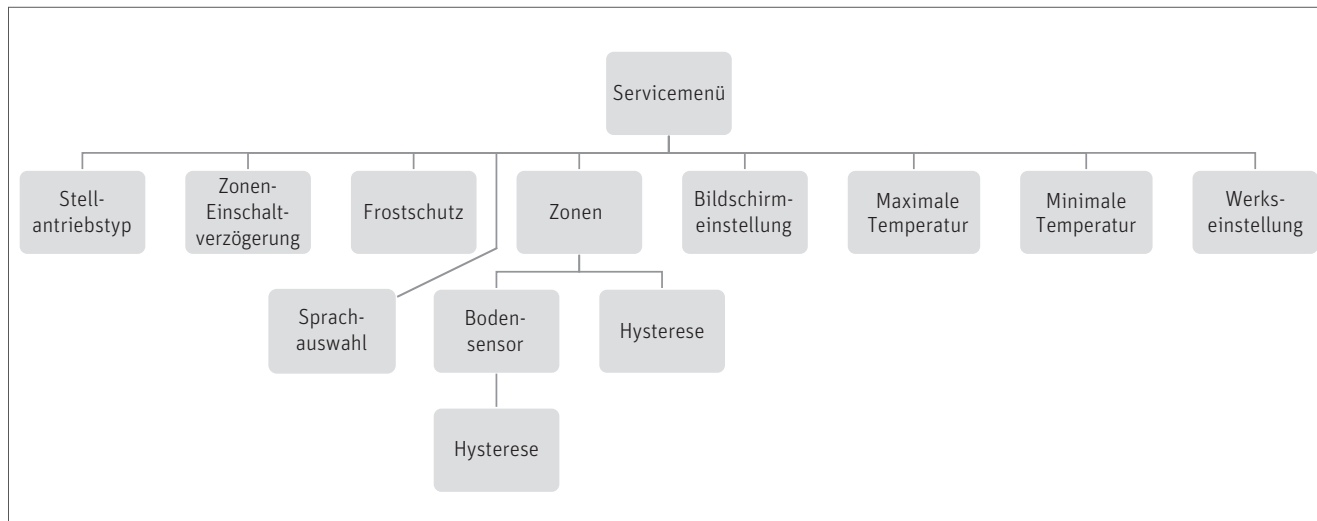 Servicemenü
Stell-
antriebstyp
Zonen-
Einschalt-
verzögerung
Frostschutz
Zonen
Bildschirm-
einstellung
Maximale
Temperatur
Minimale
Temperatur
Werks-
einstellung
Sprach-
auswahl
Boden-
sensor
Hysterese
Hysterese